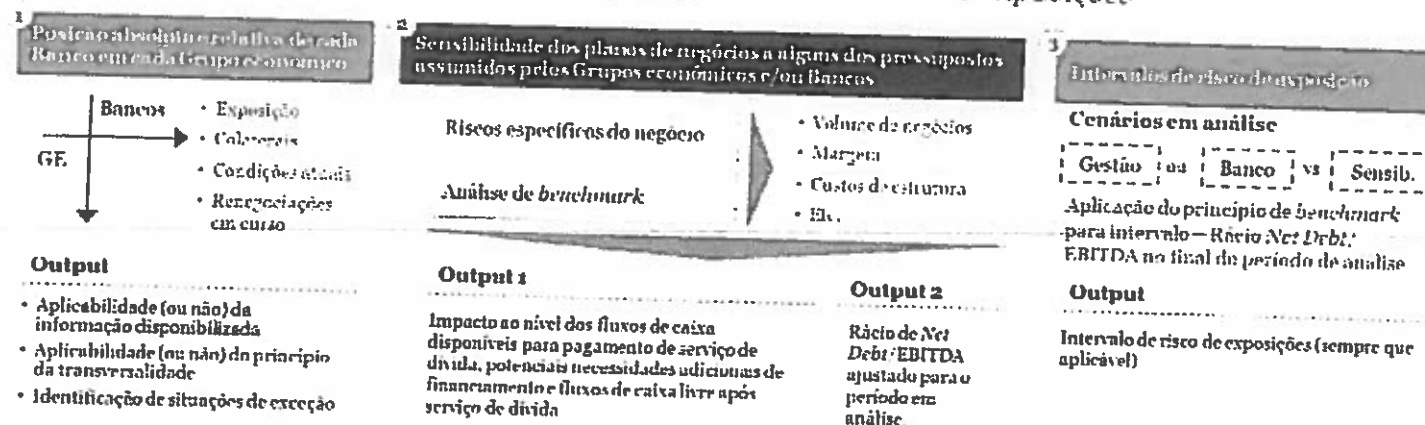 1
Posição absoluta e relativa de cada
Banco em cada Grupo económico
Bancos
GE
• Exposição
• Colaterais
• Condições atuais
• Renegociações
em curso
Output
• Aplicabilidade (ou não) da
informação disponibilizada
• Aplicabilidade (ou não) do princípio
da transversalidade
• Identificação de situações de exceção
2
Sensibilidade dos planos de negócios a alguns dos pressupostos
assumidos pelos Grupos económicos e/ou Bancos
Riscos específicos do negócio
Análise de benchmark
• Volume de negócios
• Margem
• Custos de estrutura
• Etc.
Output 1
Impacto ao nível dos fluxos de caixa
disponíveis para pagamento de serviço de
dívida, potenciais necessidades adicionais de
financiamento e fluxos de caixa livre após
serviço de dívida
Output 2
Rácio de Net
Debt/EBITDA
ajustado para o
período em
análise.
3
Intervalos de risco de exposição
Cenários em análise
Gestão ou Banco vs Sensib.
Aplicação do princípio de benchmark
para intervalo – Rácio Net Debt/
EBITDA no final do período de analise
Output
Intervalo de risco de exposições (sempre que
aplicável)